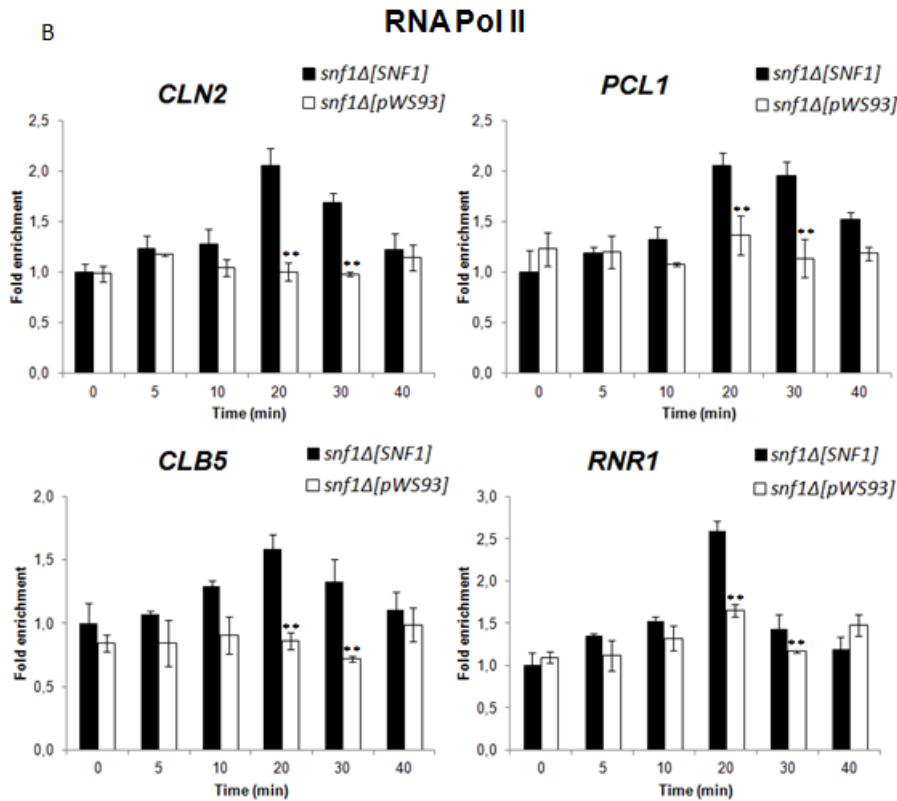 B
RNA Pol II
CLN2
snf1Δ[SNF1]
snf1Δ[pWS93]
Fold enrichment
2,5
2,0
1,5
1,0
0,5
0,0
** **
0 5 10 20 30 40
Time (min)
PCL1
snf1Δ[SNF1]
snf1Δ[pWS93]
Fold enrichment
2,5
2,0
1,5
1,0
0,5
0,0
** **
0 5 10 20 30 40
Time (min)
CLB5
snf1Δ[SNF1]
snf1Δ[pWS93]
Fold enrichment
2,0
1,5
1,0
0,5
0,0
** **
0 5 10 20 30 40
Time (min)
RNR1
snf1Δ[SNF1]
snf1Δ[pWS93]
Fold enrichment
3,0
2,5
2,0
1,5
1,0
0,5
0,0
** **
0 5 10 20 30 40
Time (min)